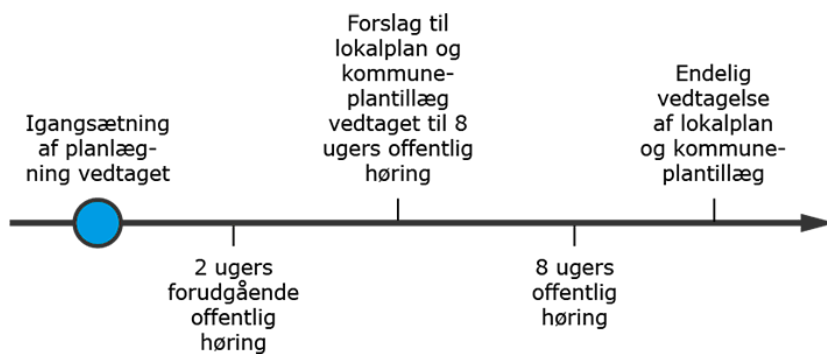 Igangsætning
af planlæg-
ning vedtaget
2 ugers
forudgående
offentlig
høring
Forslag til
lokalplan og
kommune-
plantillæg
vedtaget til 8
ugers offentlig
høring
8 ugers
offentlig
høring
Endelig
vedtagelse
af lokalplan
og kommune-
plantillæg